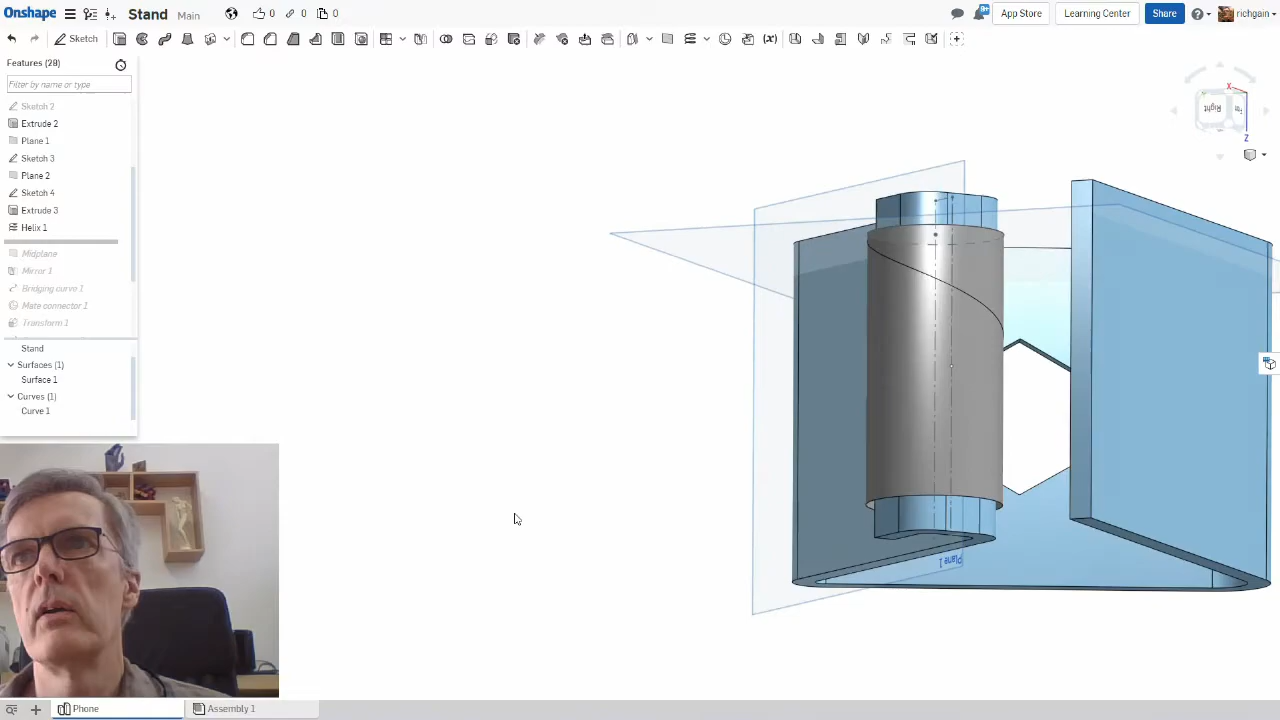 Onshape Stand Main 0 0 0 App Store Learning Center Share richgain
Sketch (x)
Features (28)
Filter by name or type
Sketch 2
Extrude 2
Plane 1
Sketch 3
Plane 2
Sketch 4
Extrude 3
Helix 1
Midplane
Mirror 1
Bridging curve 1
Mate connector 1
Transform 1
Stand
Surfaces (1)
Surface 1
Curves (1)
Curve 1
X
Right
Z
Plane 1
Phone Assembly 1